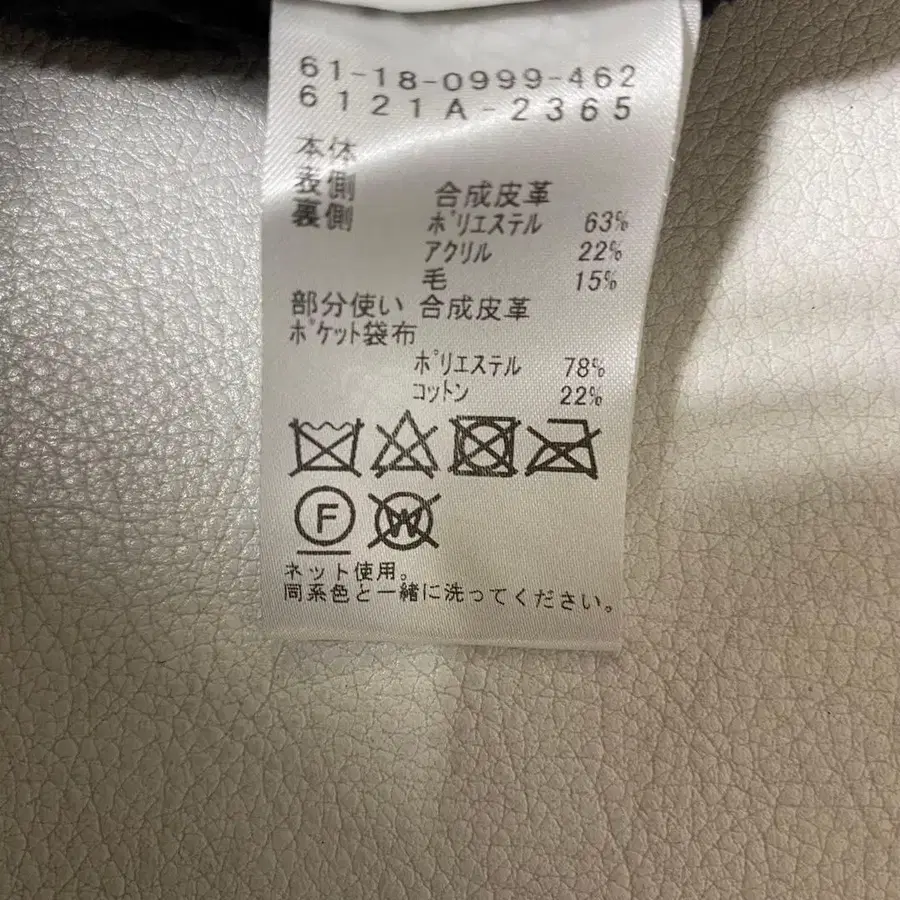 61-18-0999-462
6121A-2365
本体
表側 合成皮革
裏側 ポリエステル 63%
アクリル 22%
毛 15%
部分使い 合成皮革
ポケット袋布
ポリエステル 78%
コットン 22%
F
W
ネット使用。
同系色と一緒に洗ってください。